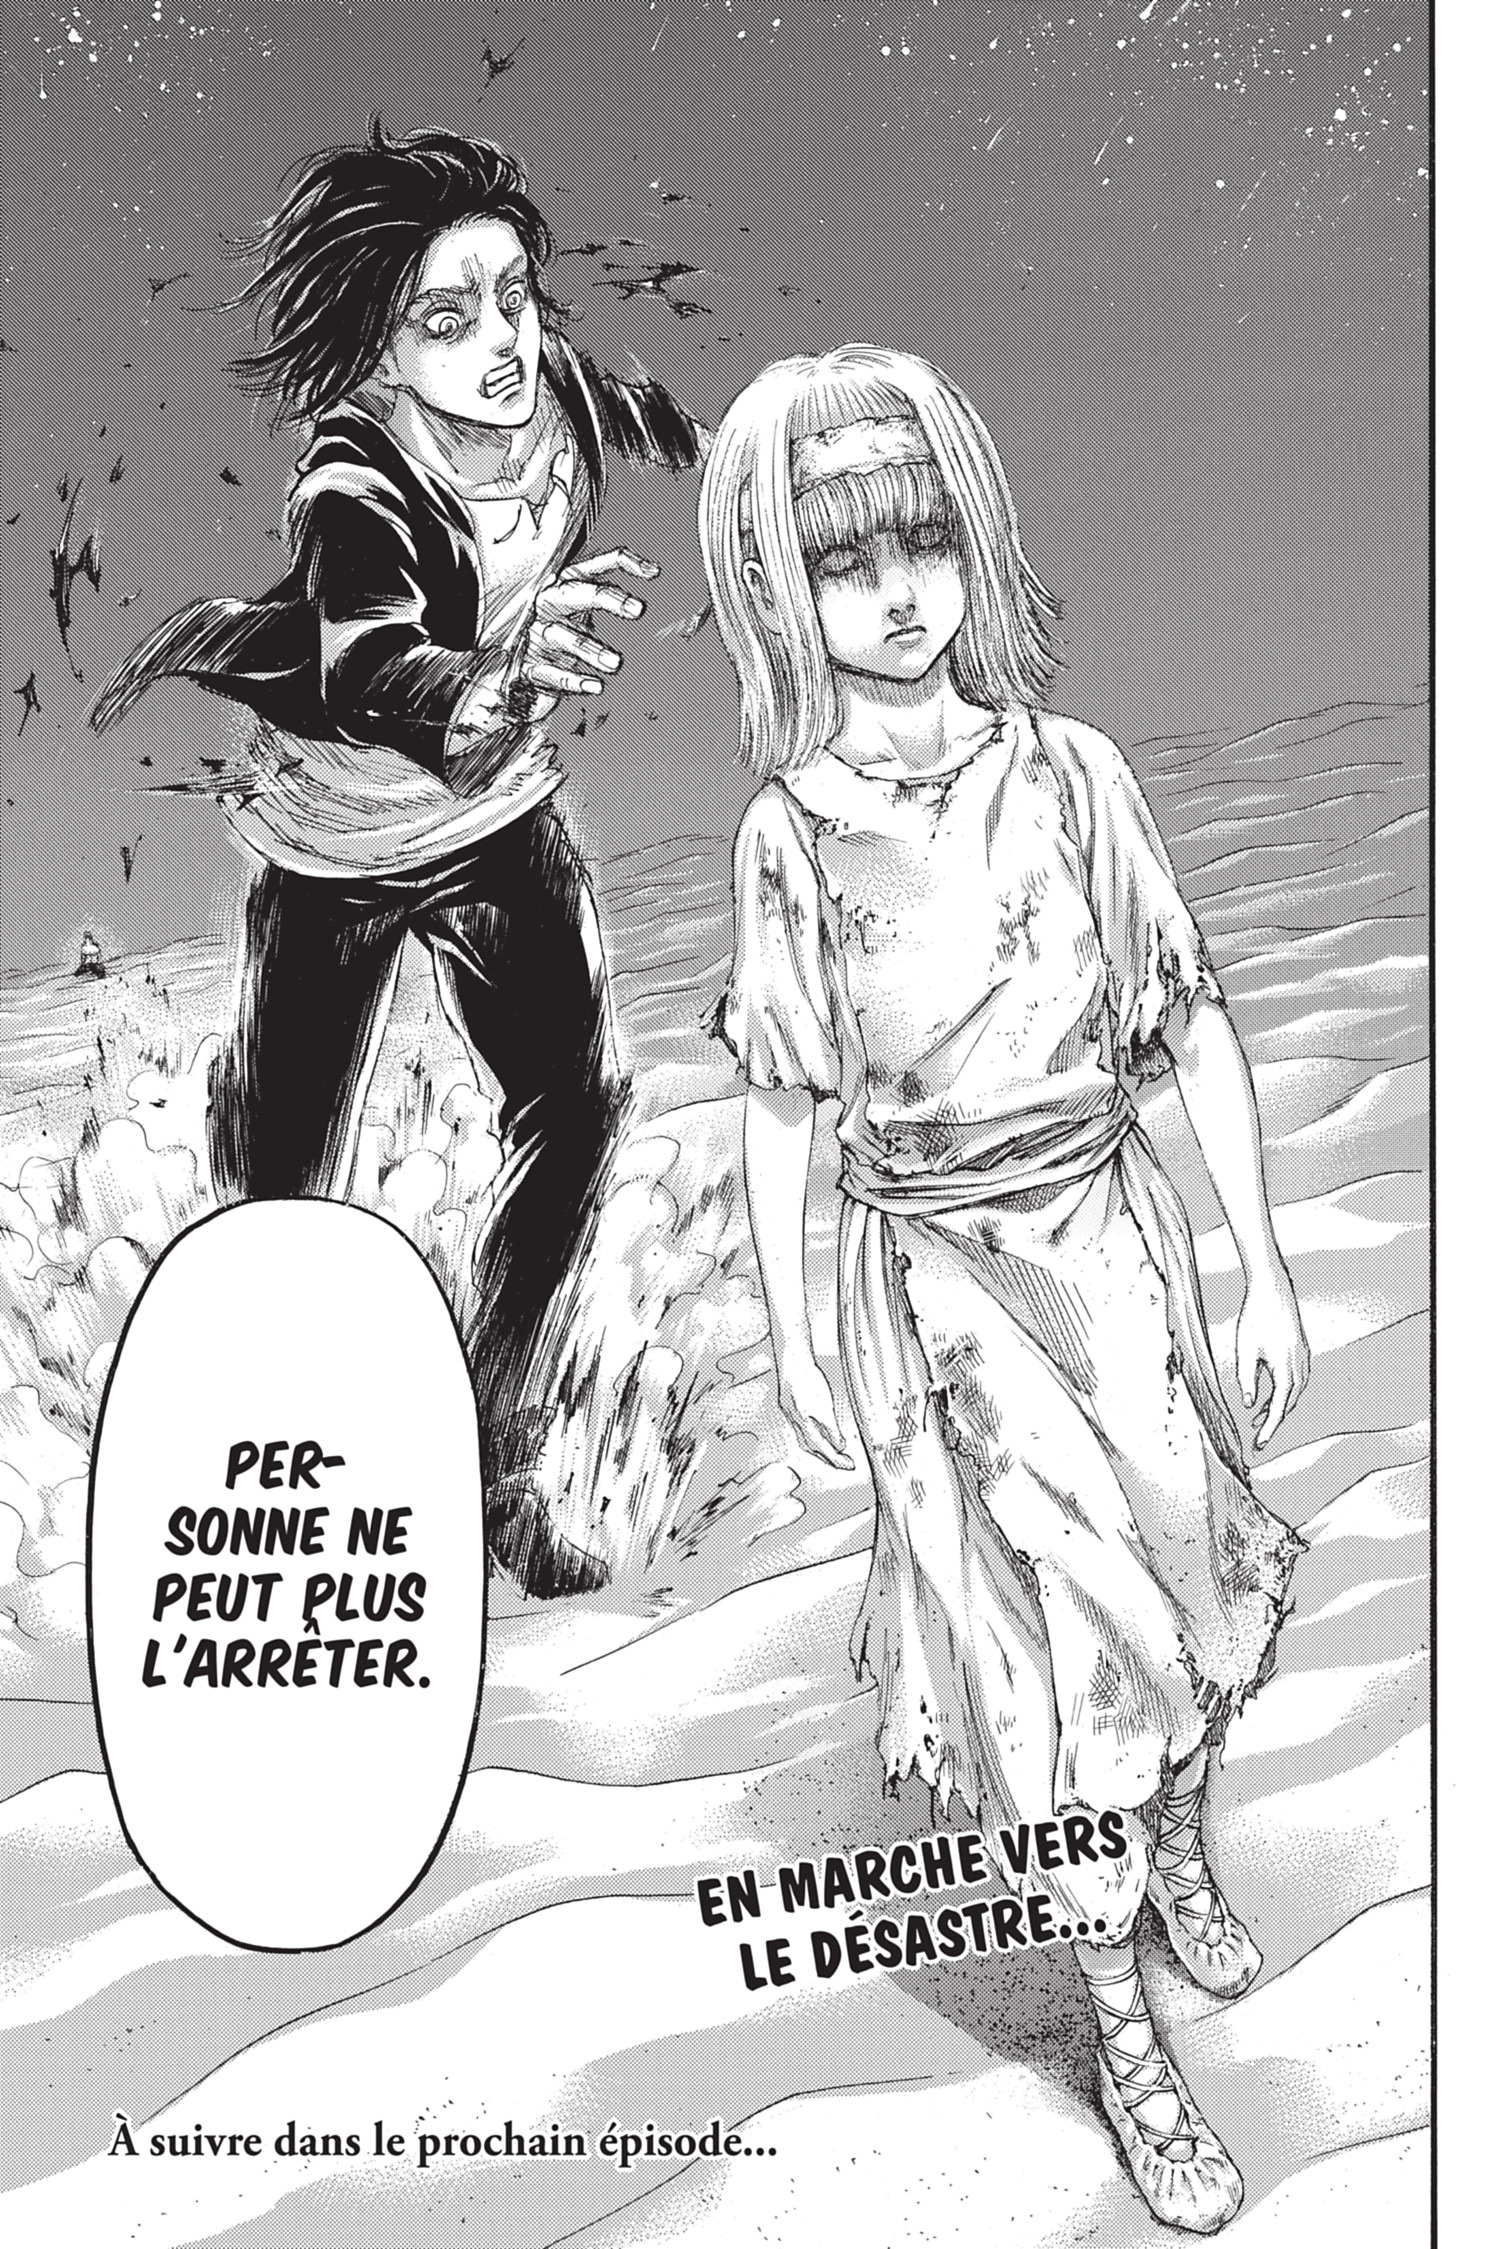 PER-
SONNE NE
PEUT PLUS
L'ARRÊTER.
EN MARCHE VERS
LE DÉSASTRE...
À suivre dans le prochain épisode...